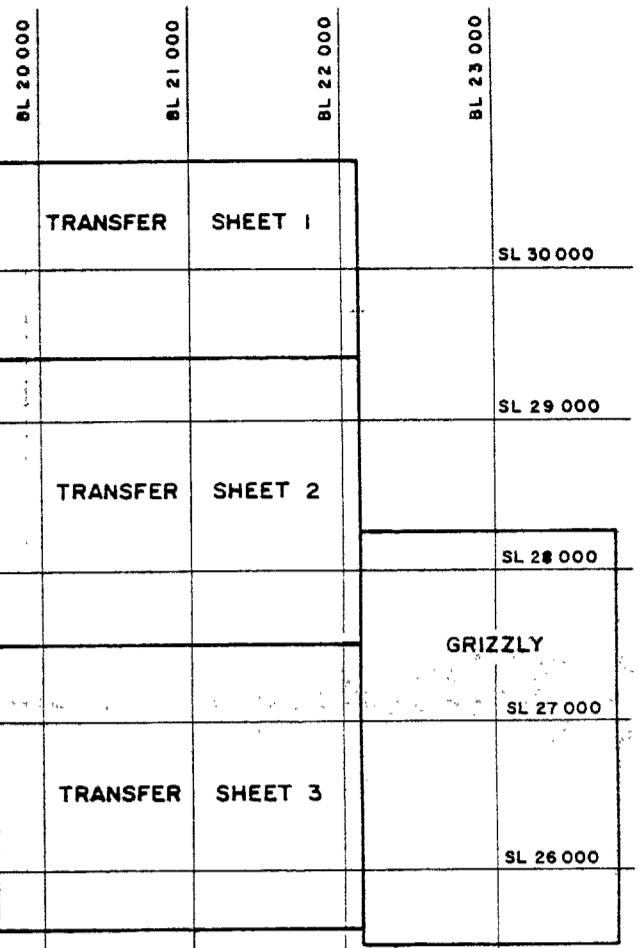 BL 20 000
BL 21 000
BL 22 000
BL 23 000
TRANSFER SHEET 1
SL 30 000
SL 29 000
TRANSFER SHEET 2
SL 28 000
GRIZZLY
SL 27 000
TRANSFER SHEET 3
SL 26 000